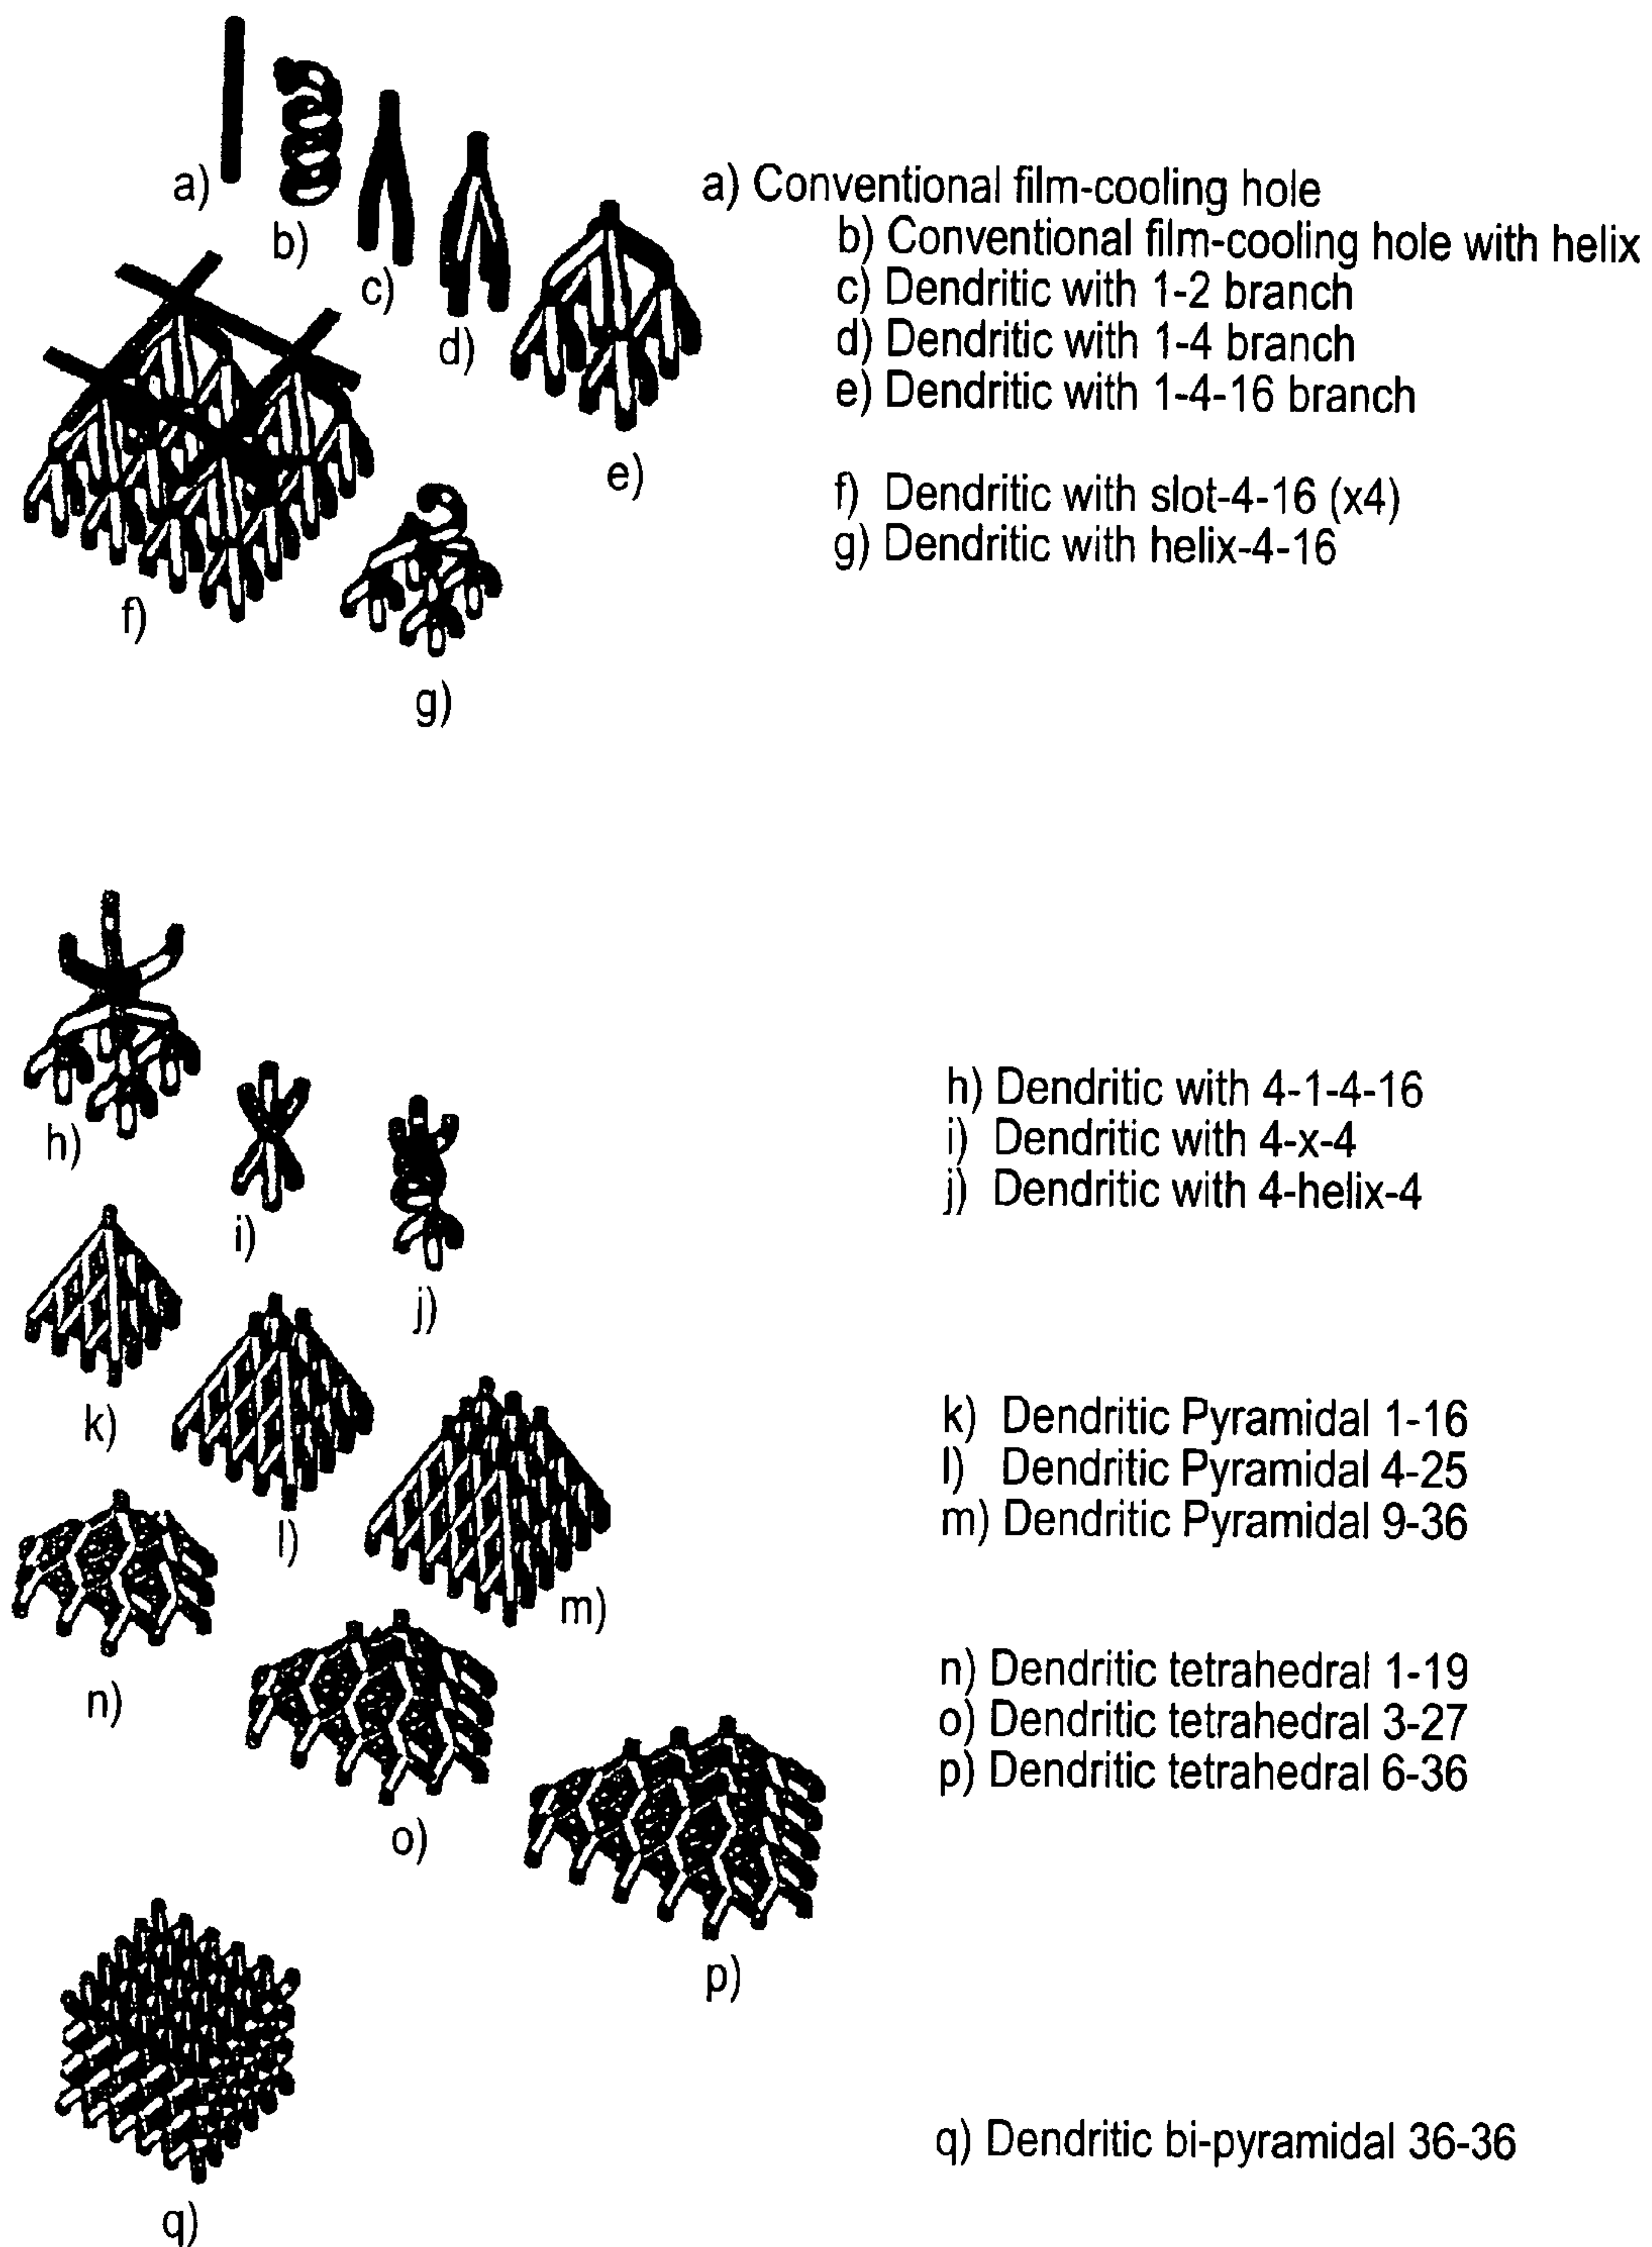 a)
b)
c)
d)
e)
f)
g)
a) Conventional film-cooling hole
b) Conventional film-cooling hole with helix
c) Dendritic with 1-2 branch
d) Dendritic with 1-4 branch
e) Dendritic with 1-4-16 branch
f) Dendritic with slot-4-16 (x4)
g) Dendritic with helix-4-16
h)
i)
j)
h) Dendritic with 4-1-4-16
i) Dendritic with 4-x-4
j) Dendritic with 4-helix-4
k)
l)
m)
k) Dendritic Pyramidal 1-16
l) Dendritic Pyramidal 4-25
m) Dendritic Pyramidal 9-36
n)
o)
p)
n) Dendritic tetrahedral 1-19
o) Dendritic tetrahedral 3-27
p) Dendritic tetrahedral 6-36
q)
q) Dendritic bi-pyramidal 36-36